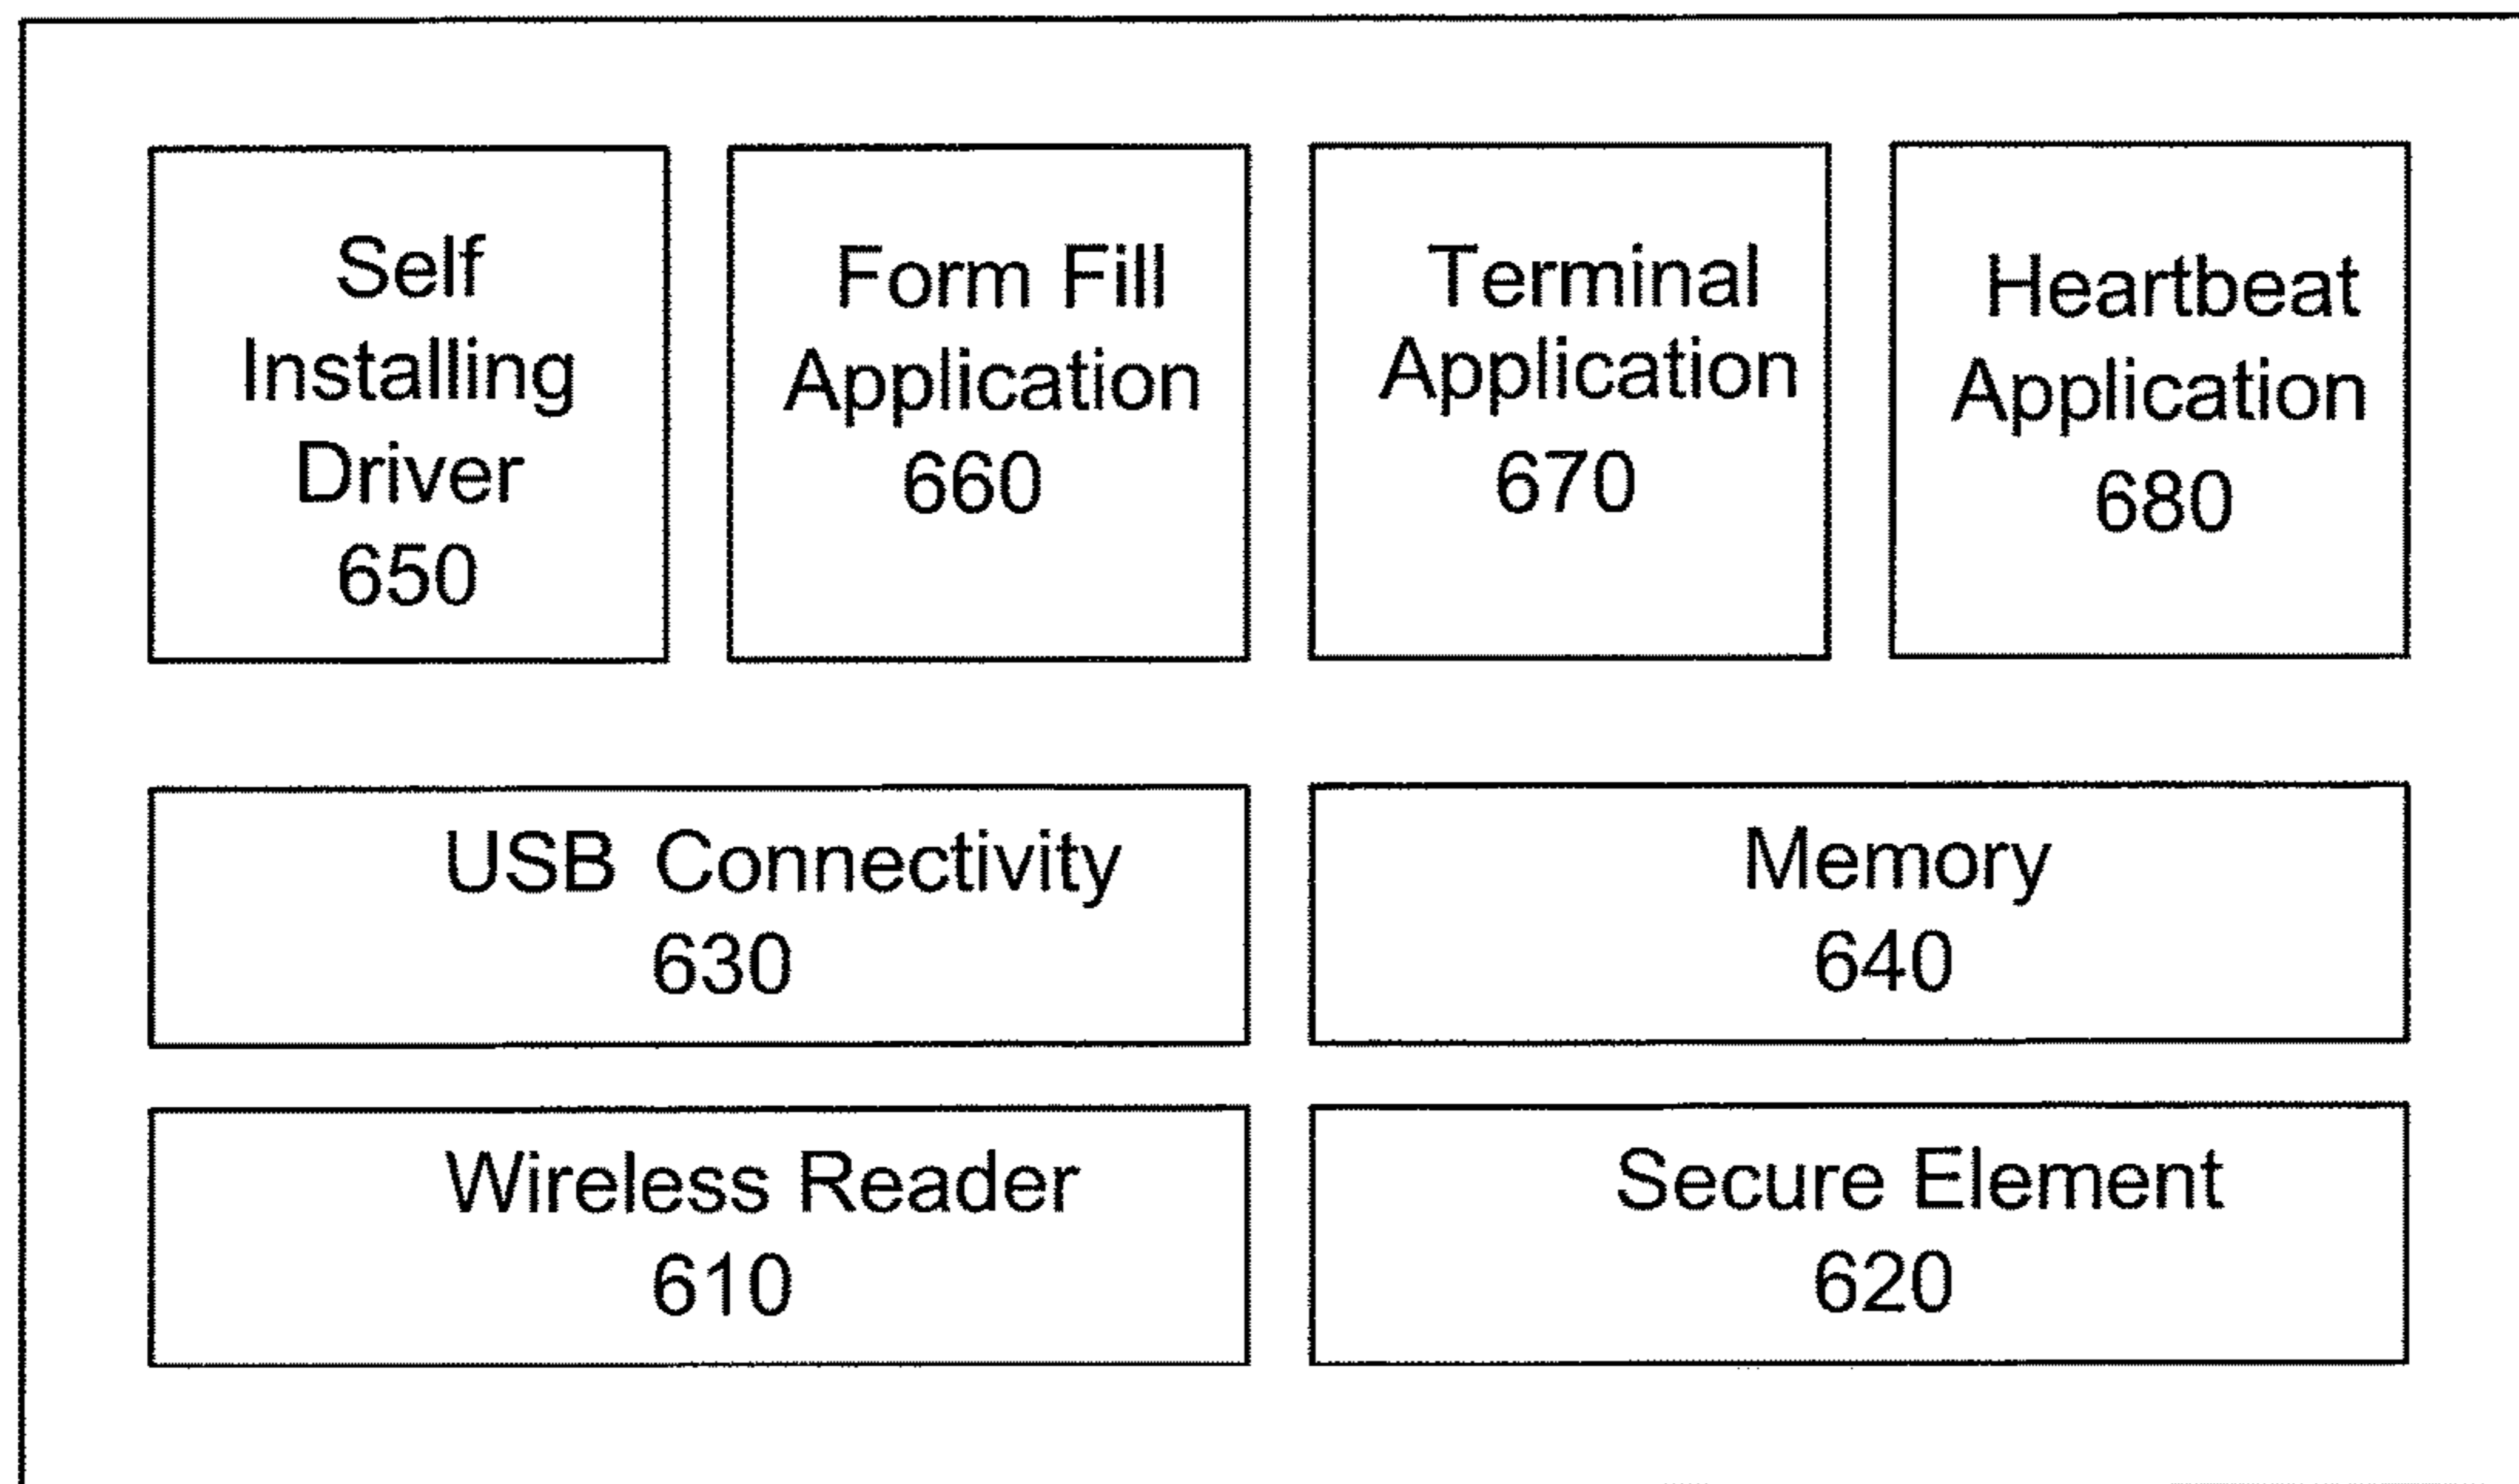 Self
Installing
Driver
650
Form Fill
Application
660
Terminal
Application
670
Heartbeat
Application
680
USB Connectivity
630
Memory
640
Wireless Reader
610
Secure Element
620